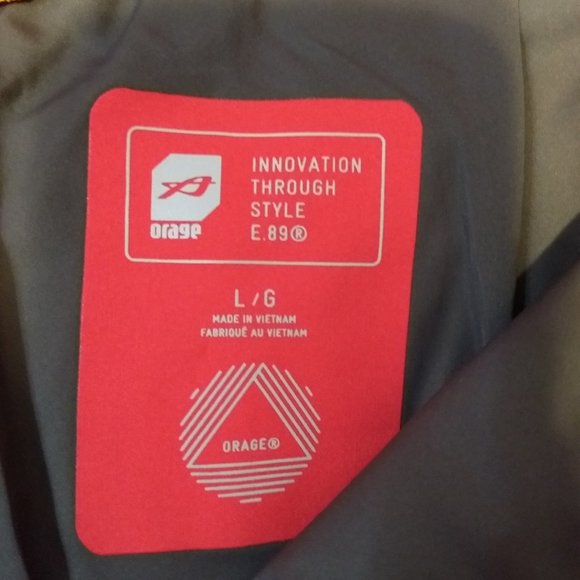 orage
INNOVATION
THROUGH
STYLE
E.89®
L / G
MADE IN VIETNAM
FABRIQUÉ AU VIETNAM
ORAGE®